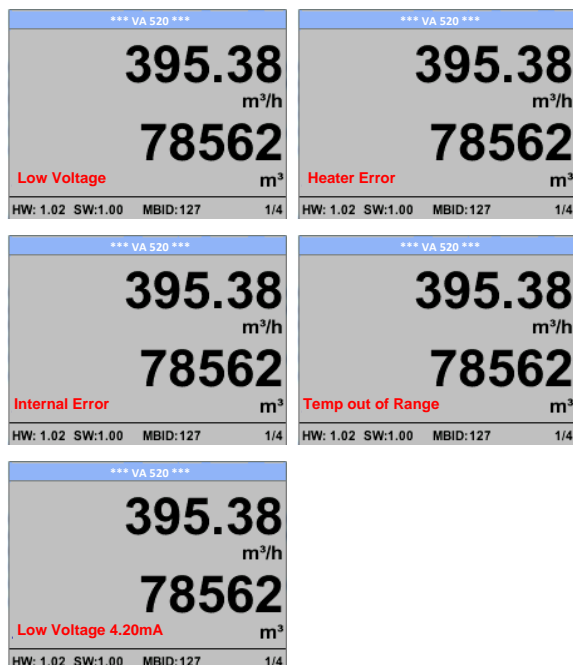 *** VA 520 ***
395.38
m³/h
78562
Low Voltage m³
HW: 1.02 SW:1.00 MBID:127 1/4
*** VA 520 ***
395.38
m³/h
78562
Heater Error m³
HW: 1.02 SW:1.00 MBID:127 1/4
*** VA 520 ***
395.38
m³/h
78562
Internal Error m³
HW: 1.02 SW:1.00 MBID:127 1/4
*** VA 520 ***
395.38
m³/h
78562
Temp out of Range m³
HW: 1.02 SW:1.00 MBID:127 1/4
*** VA 520 ***
395.38
m³/h
78562
Low Voltage 4.20mA m³
HW: 1.02 SW:1.00 MBID:127 1/4